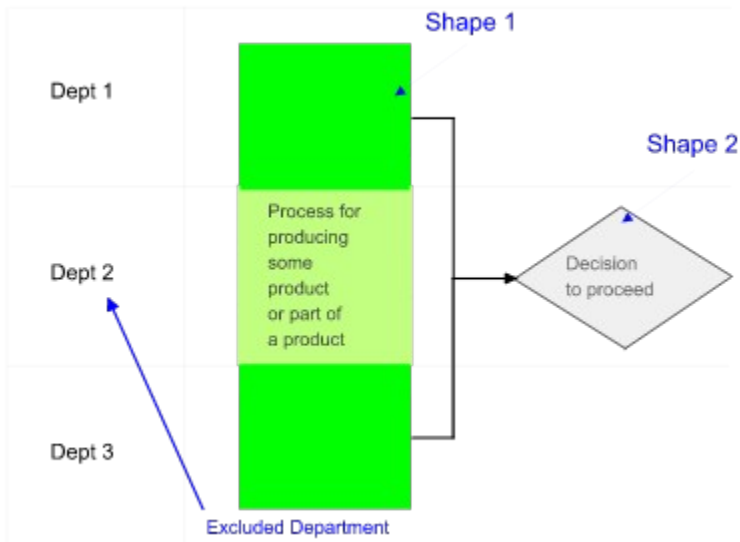 Shape 1
Dept 1
Shape 2
Process for
producing
some
product
or part of
a product
Dept 2
Decision
to proceed
Dept 3
Excluded Department